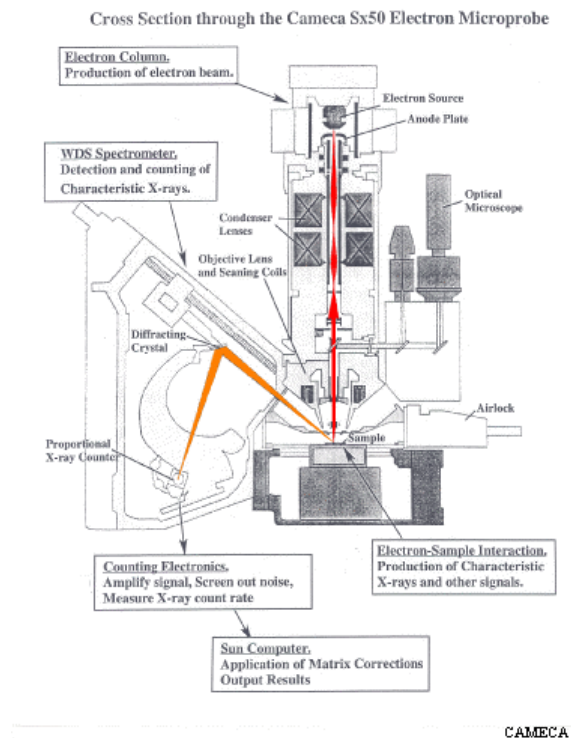 Cross Section through the Cameca Sx50 Electron Microprobe
Electron Column.
Production of electron beam.
Electron Source
Anode Plate
WDS Spectrometer.
Detection and counting of
Characteristic X-rays.
Optical
Microscope
Condenser
Lenses
Objective Lens
and Scaning Coils
Diffracting
Crystal
Airlock
Sample
Proportional
X-ray Counter
Electron-Sample Interaction.
Production of Characteristic
X-rays and other signals.
Counting Electronics.
Amplify signal, Screen out noise,
Measure X-ray count rate
Sun Computer.
Application of Matrix Corrections
Output Results
CAMECA